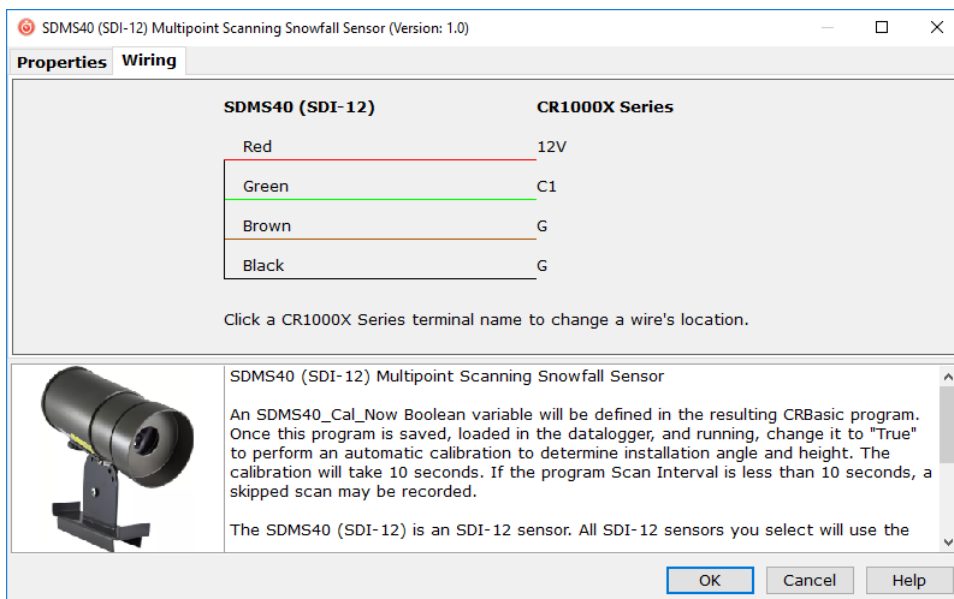 SDMS40 (SDI-12) Multipoint Scanning Snowfall Sensor (Version: 1.0)
Properties Wiring
SDMS40 (SDI-12) CR1000X Series
Red 12V
Green C1
Brown G
Black G
Click a CR1000X Series terminal name to change a wire's location.
SDMS40 (SDI-12) Multipoint Scanning Snowfall Sensor
An SDMS40_Cal_Now Boolean variable will be defined in the resulting CRBasic program.
Once this program is saved, loaded in the datalogger, and running, change it to "True"
to perform an automatic calibration to determine installation angle and height. The
calibration will take 10 seconds. If the program Scan Interval is less than 10 seconds, a
skipped scan may be recorded.
The SDMS40 (SDI-12) is an SDI-12 sensor. All SDI-12 sensors you select will use the
OK Cancel Help